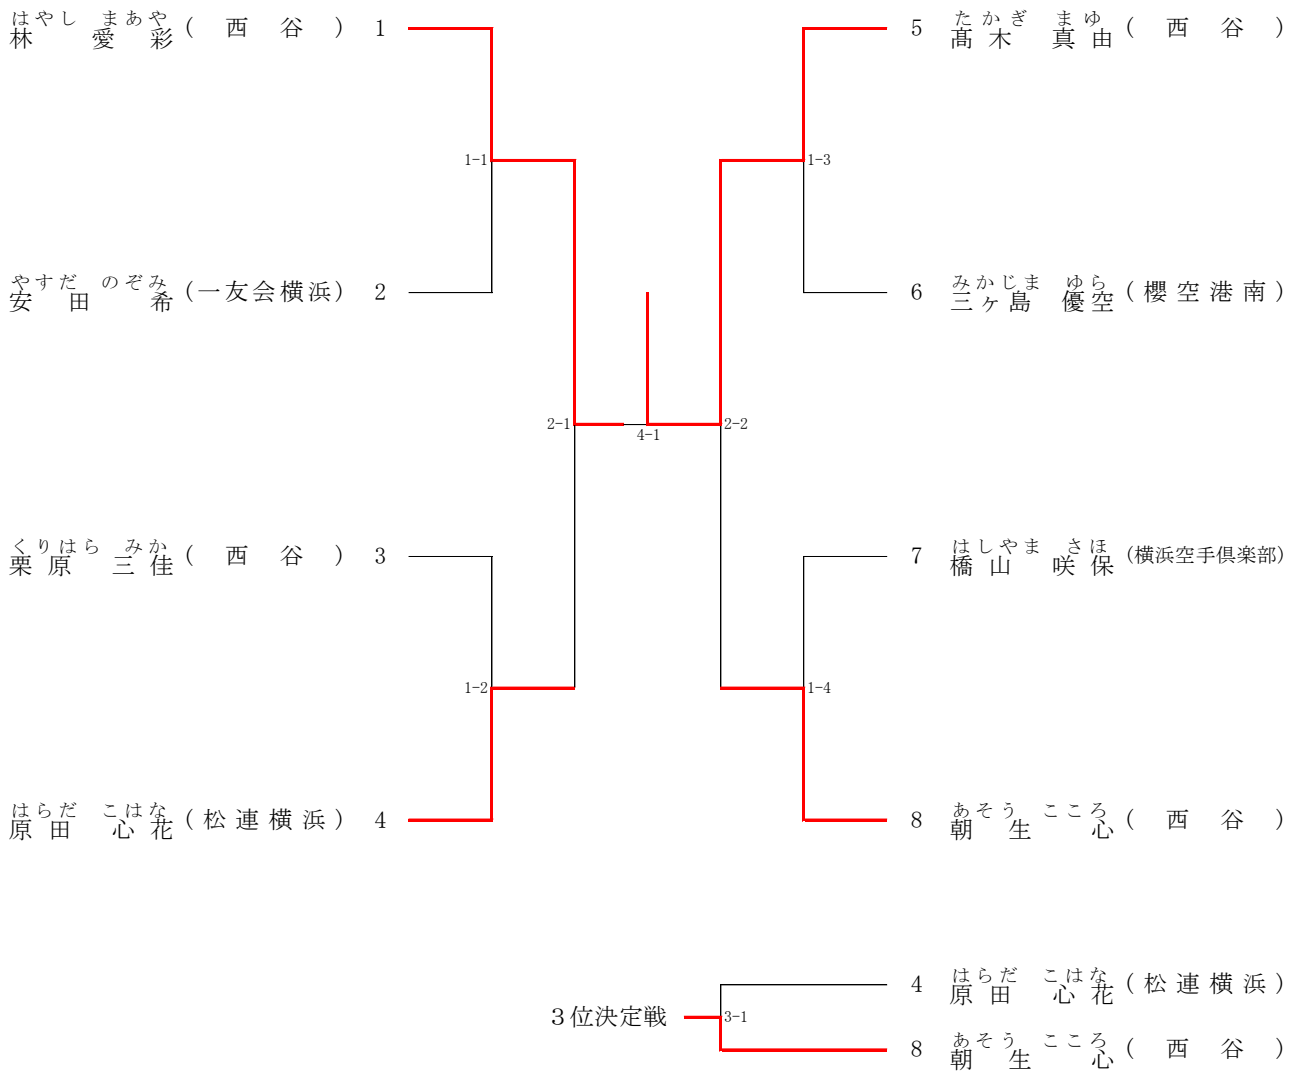 はやし まあや
林 愛 彩 ( 西 谷 ) 1
1-1
やすだ のぞみ
安 田 希 (一友会横浜) 2
2-1
くりはら みか
栗原 三佳 ( 西 谷 ) 3
1-2
はらだ こはな
原田 心花 (松連横浜) 4
4-1
たかぎ まゆ
5 髙木 真由 ( 西 谷 )
1-3
みかじま ゆら
6 三ヶ島 優空 (櫻空港南)
2-2
はしやま さほ
7 橋山 咲保 (横浜空手倶楽部)
1-4
あそう こころ
8 朝生 心 ( 西 谷 )
はらだ こはな
4 原田 心花 (松連横浜)
3位決定戦 3-1
あそう こころ
8 朝生 心 ( 西 谷 )